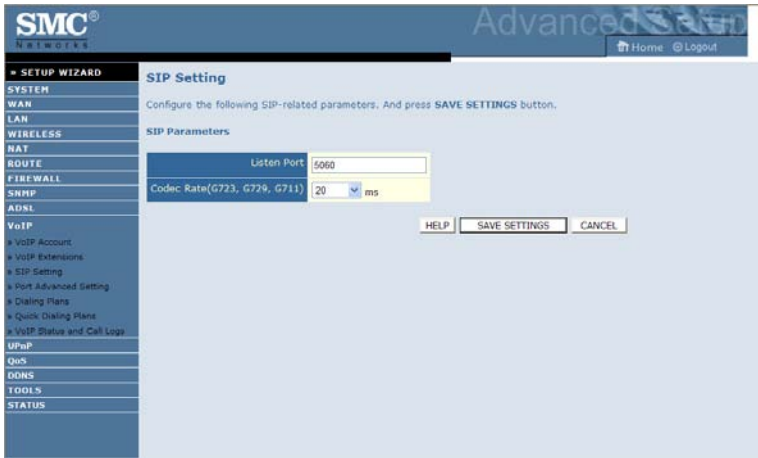 SMC®
Networks
Advanced Setup
Home Logout
» SETUP WIZARD
SYSTEM
WAN
LAN
WIRELESS
NAT
ROUTE
FIREWALL
SNMP
ADSL
VoIP
» VoIP Account
» VoIP Extensions
» SIP Setting
» Port Advanced Setting
» Dialing Plans
» Quick Dialing Plans
» VoIP Status and Call Logs
UPnP
QoS
DDNS
TOOLS
STATUS
SIP Setting
Configure the following SIP-related parameters. And press SAVE SETTINGS button.
SIP Parameters
Listen Port 5060
Codec Rate(G723, G729, G711) 20 ms
HELP SAVE SETTINGS CANCEL